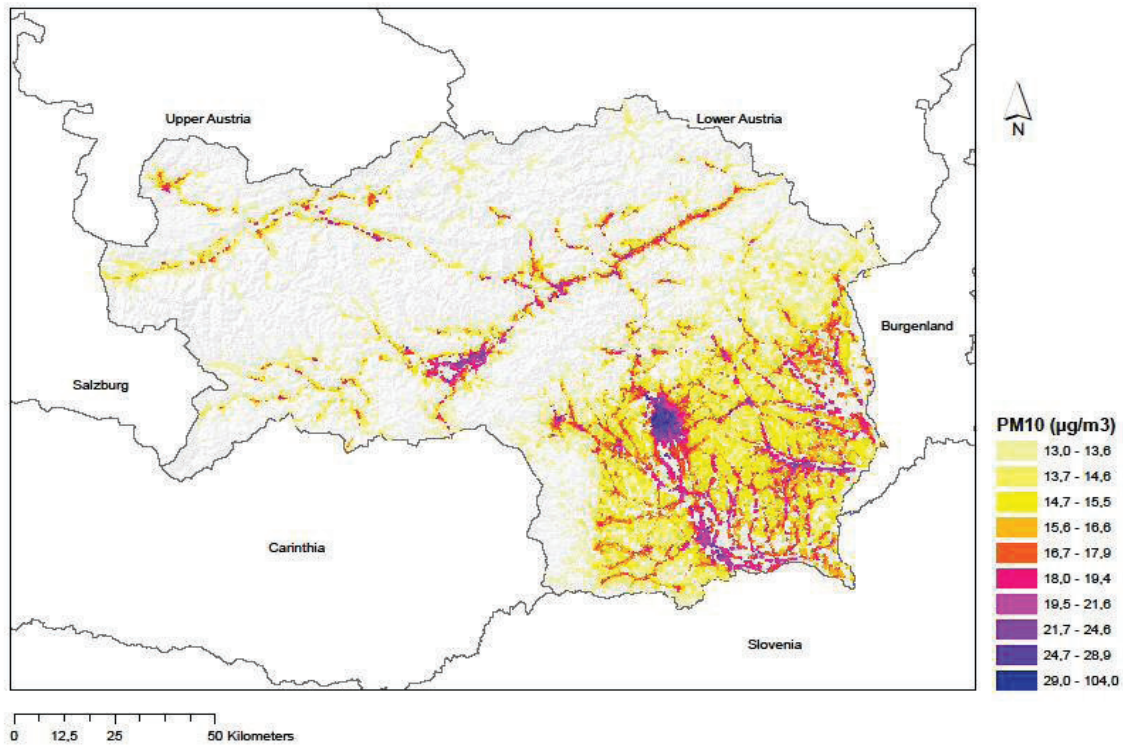 Upper Austria
Lower Austria
N
Burgenland
Salzburg
Carinthia
Slovenia
PM10 (µg/m3)
13,0 - 13,6
13,7 - 14,6
14,7 - 15,5
15,6 - 16,6
16,7 - 17,9
18,0 - 19,4
19,5 - 21,6
21,7 - 24,6
24,7 - 28,9
29,0 - 104,0
0 12,5 25 50 Kilometers